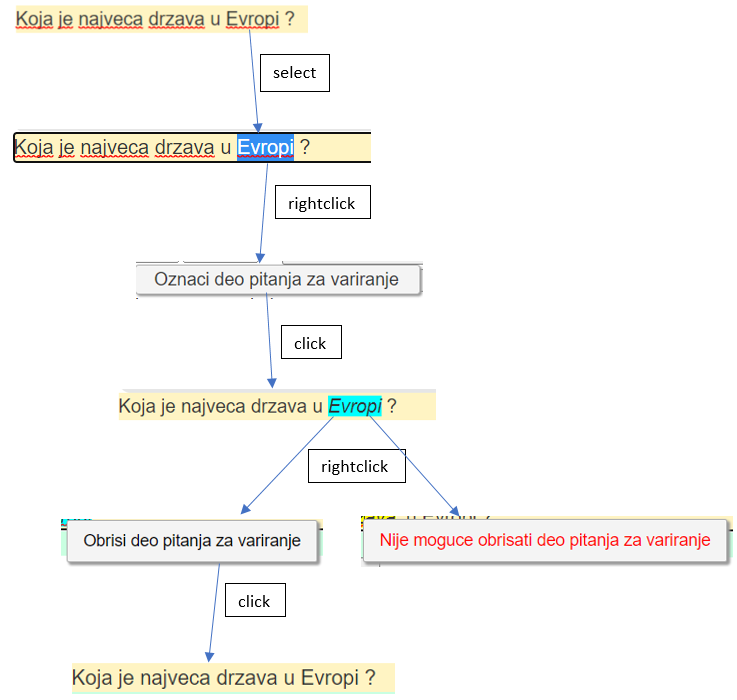 Koja je najveca drzava u Evropi ?
select
Koja je najveca drzava u Evropi ?
rightclick
Oznaci deo pitanja za variranje
click
Koja je najveca drzava u Evropi ?
rightclick
Obrisi deo pitanja za variranje
Nije moguce obrisati deo pitanja za variranje
click
Koja je najveca drzava u Evropi ?